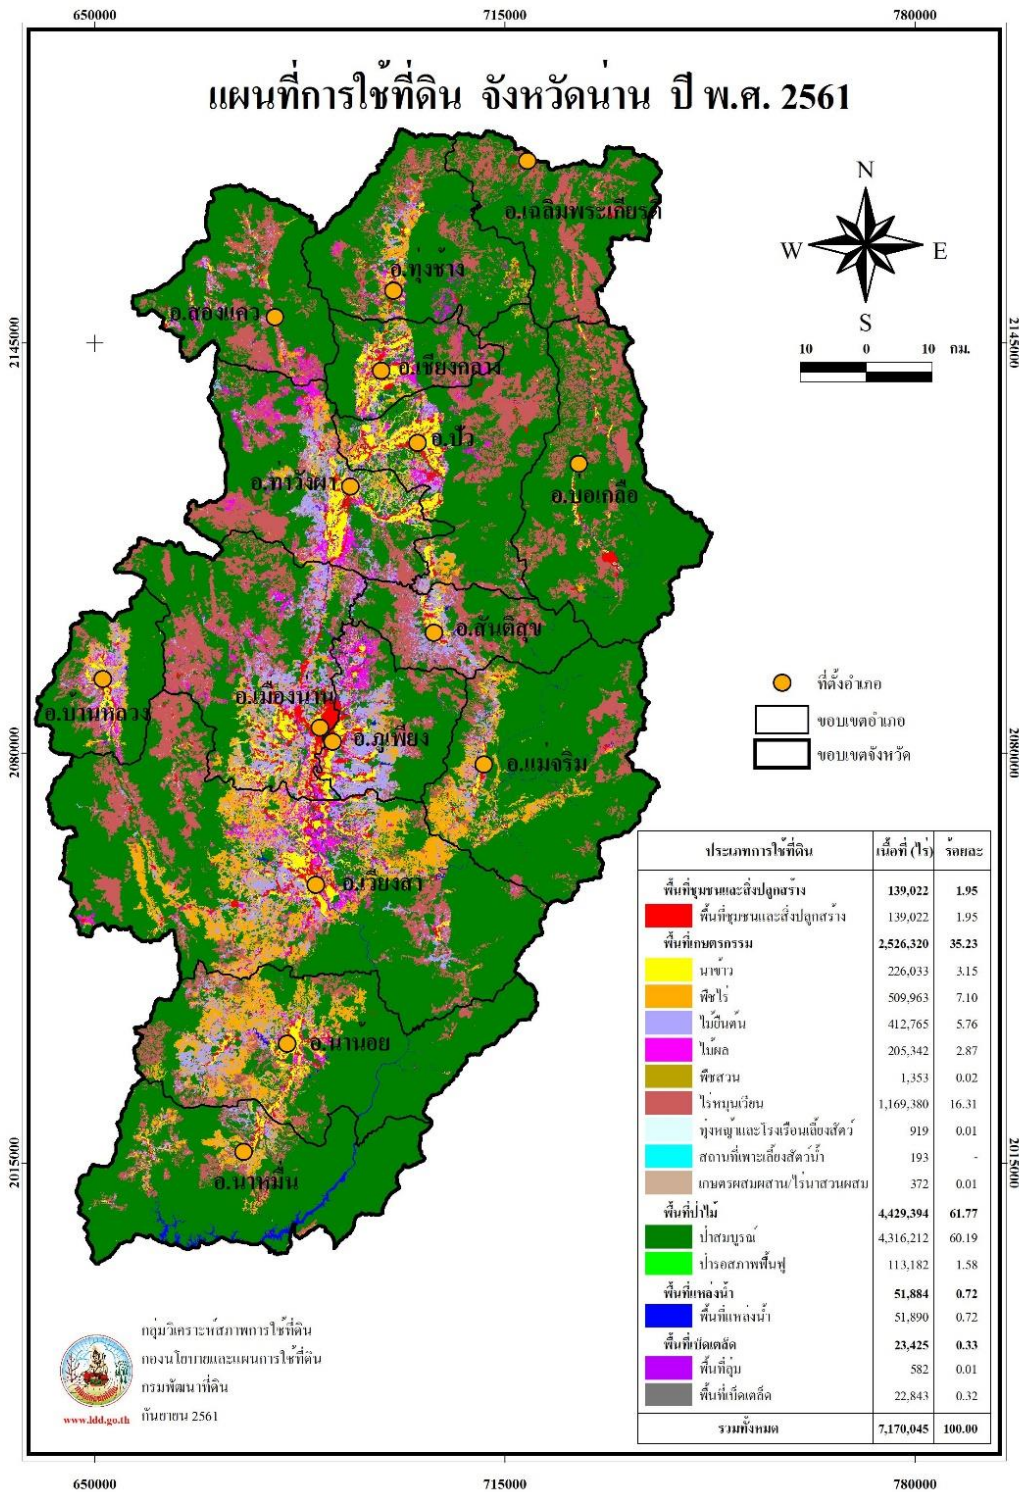 650000 715000 780000
แผนที่การใช้ที่ดิน จังหวัดน่าน ปี พ.ศ. 2561
N
W E
S
10 0 10 กม.
2145000 2145000
อ.เฉลิมพระเกียรติ
อ.ทุ่งช้าง
อ.สองแคว
อ.เชียงกลาง
อ.ปัว
อ.ท่าวังผา
อ.บ่อเกลือ
อ.สันติสุข
อ.เมืองน่าน
อ.บ้านหลวง
อ.ภูเพียง
อ.แม่จริม
2080000 2080000
อ.เวียงสา
อ.นาน้อย
อ.นาหมื่น
2015000 2015000
ที่ตั้งอำเภอ
ขอบเขตอำเภอ
ขอบเขตจังหวัด
ประเภทการใช้ที่ดิน เนื้อที่ (ไร่) ร้อยละ
พื้นที่ชุมชนและสิ่งปลูกสร้าง 139,022 1.95
พื้นที่ชุมชนและสิ่งปลูกสร้าง 139,022 1.95
พื้นที่เกษตรกรรม 2,526,320 35.23
นาข้าว 226,033 3.15
พืชไร่ 509,963 7.10
ไม้ยืนต้น 412,765 5.76
ไม้ผล 205,342 2.87
พืชสวน 1,353 0.02
ไร่หมุนเวียน 1,169,380 16.31
ทุ่งหญ้าและโรงเรือนเลี้ยงสัตว์ 919 0.01
สถานที่เพาะเลี้ยงสัตว์น้ำ 193 -
เกษตรผสมผสาน/ไร่นาสวนผสม 372 0.01
พื้นที่ป่าไม้ 4,429,394 61.77
ป่าสมบูรณ์ 4,316,212 60.19
ป่ารอสภาพฟื้นฟู 113,182 1.58
พื้นที่แหล่งน้ำ 51,884 0.72
พื้นที่แหล่งน้ำ 51,890 0.72
พื้นที่เบ็ดเตล็ด 23,425 0.33
พื้นที่ลุ่ม 582 0.01
พื้นที่เบ็ดเตล็ด 22,843 0.32
รวมทั้งหมด 7,170,045 100.00
กลุ่มวิเคราะห์สภาพการใช้ที่ดิน
กองนโยบายและแผนการใช้ที่ดิน
กรมพัฒนาที่ดิน
กันยายน 2561
www.ldd.go.th
650000 715000 780000